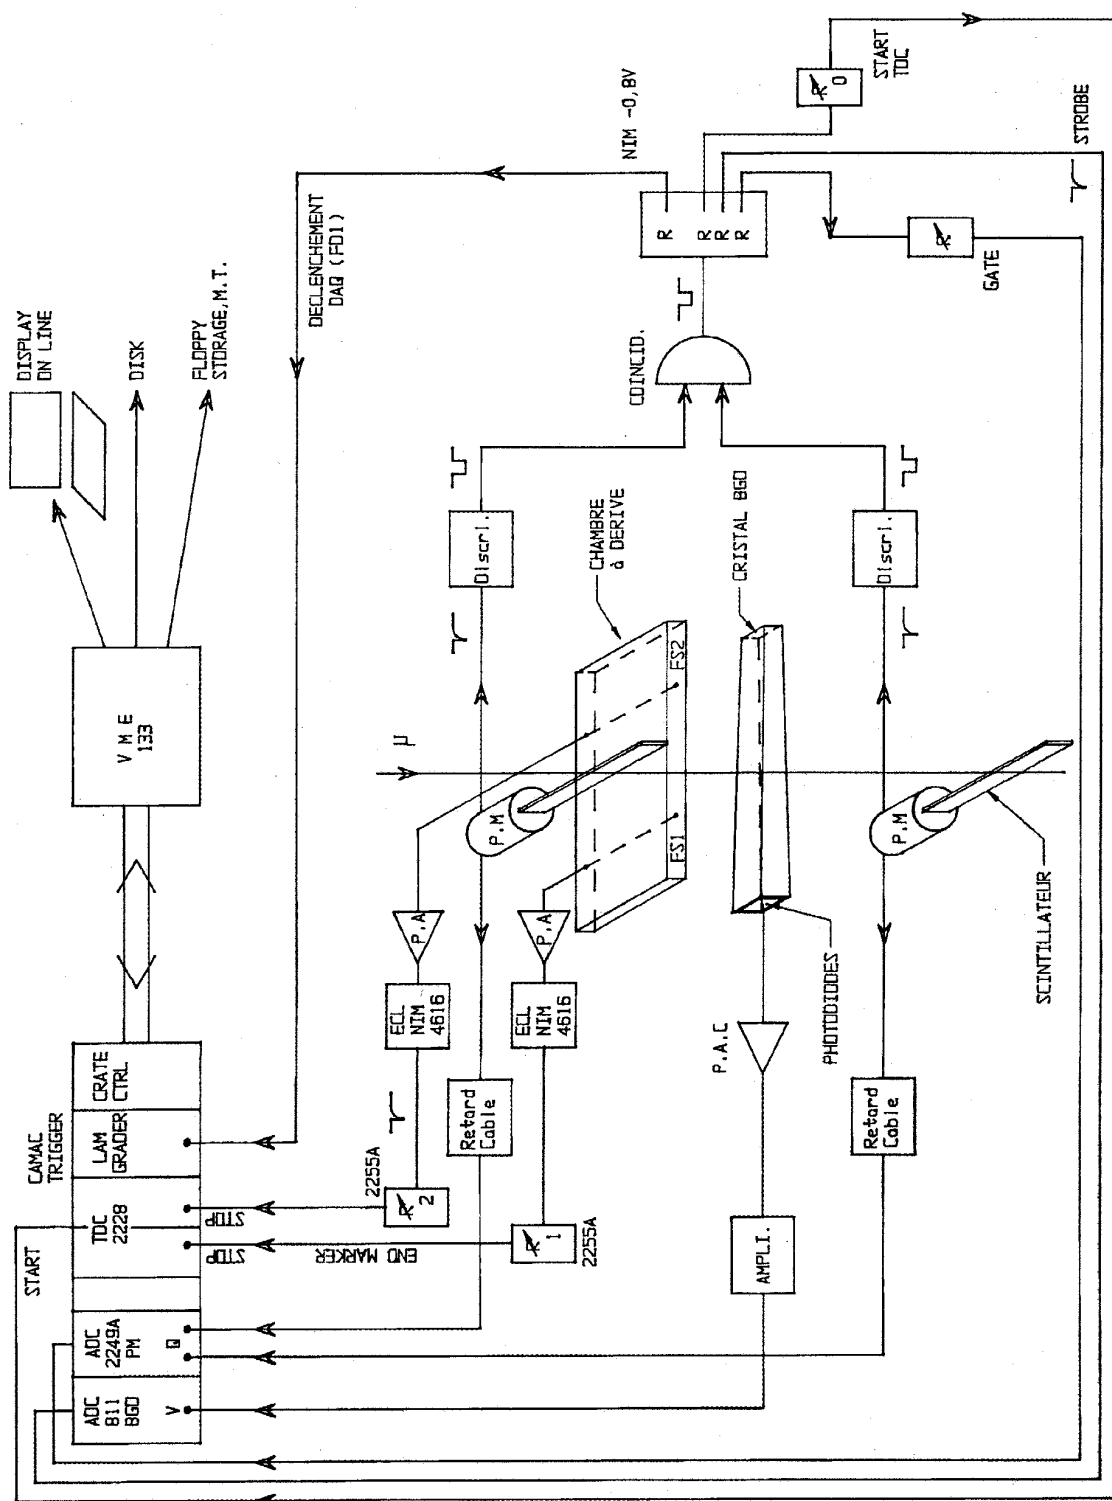 DISPLAY
ON LINE
DISK
FLOPPY
STORAGE,M.T.
V M E
133
CAMAC
TRIGGER
CRATE
CTRL.
LAM
GRADER
TDC
2228
START
ADC
2249A
PM
Q
ADC
811
BGO
V
STOP
STOP
END MARKER
2255A
R 2
2255A
R 1
ECL
NIM
4616
ECL
NIM
4616
P.A
P.A
Retard
Cable
P.M
μ
Discri.
DECLENCHEMENT
DAQ (FD1)
NIM -0,8V
R
R
R
R
COINCID.
R 0
START
TDC
STROBE
R
GATE
CHAMBRE
à DERIVE
FS1
FS2
CRISTAL BGO
PHOTODIODES
P.A.C
AMPLI.
Retard
Cable
P.M
Discri.
SCINTILLATEUR